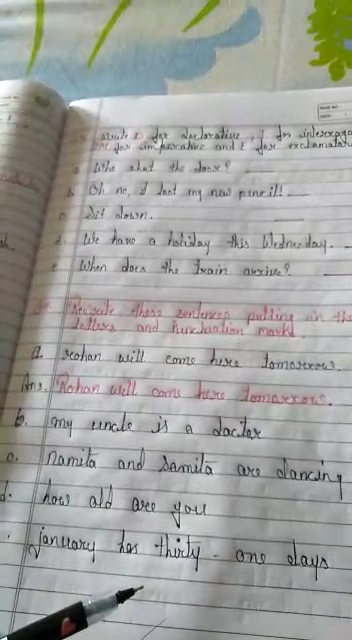 write D for declarative, I for interroga
for imperative and E for exclamato
a. Who shut the door?
b. Oh no, I lost my new pencil!
c. Sit down.
d. We have a holiday this Wednesday.
e. When does the train arrive?
Rewrite these sentences putting in the
letters and Punctuation marks.
a. rohan will come here tomorrow.
Ans. Rohan will come here tomorrow.
b. my uncle is a doctor
c. namita and samita are dancing
d. how old are you
january has thirty-one days